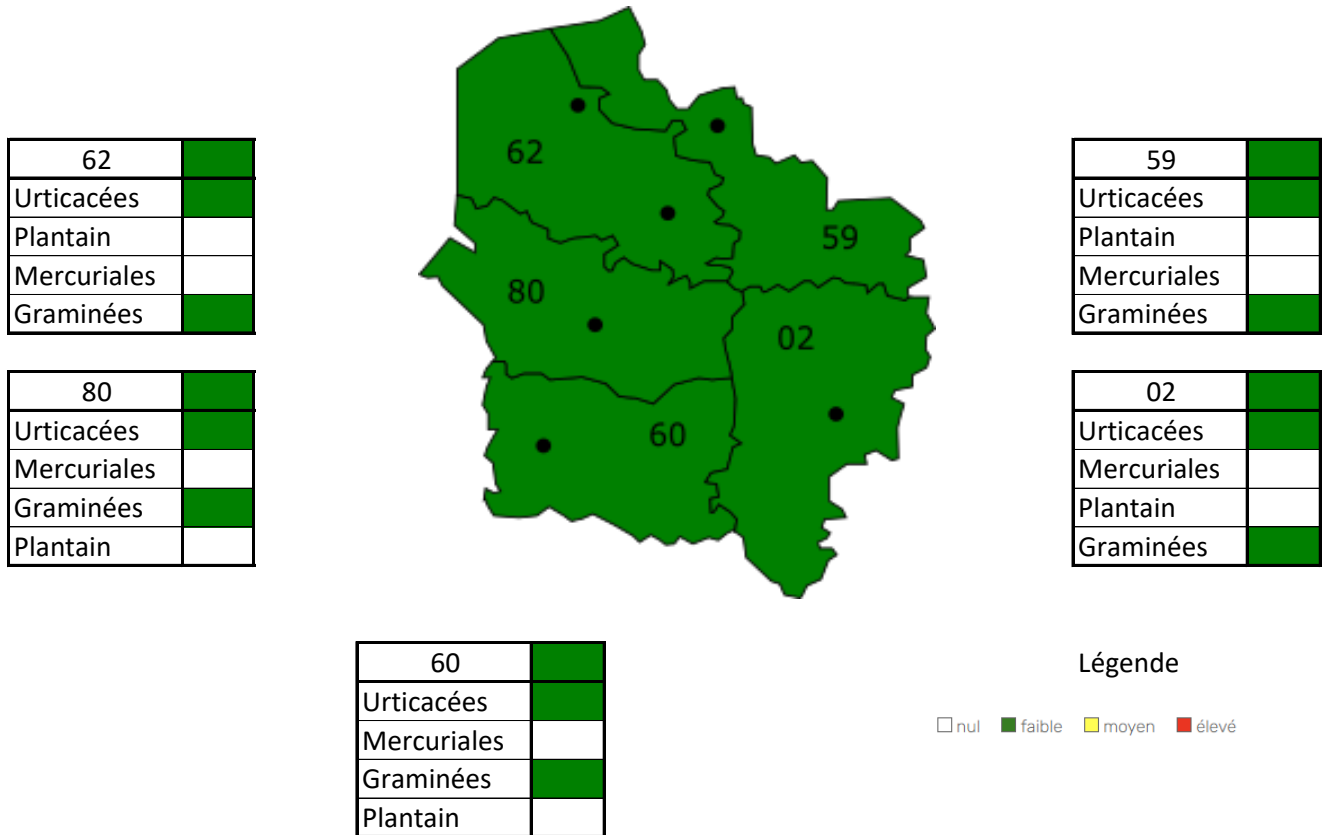 62
Urticacées
Plantain
Mercuriales
Graminées
80
Urticacées
Mercuriales
Graminées
Plantain
62
59
80
02
60
59
Urticacées
Plantain
Mercuriales
Graminées
02
Urticacées
Mercuriales
Plantain
Graminées
60
Urticacées
Mercuriales
Graminées
Plantain
Légende
nul faible moyen élevé